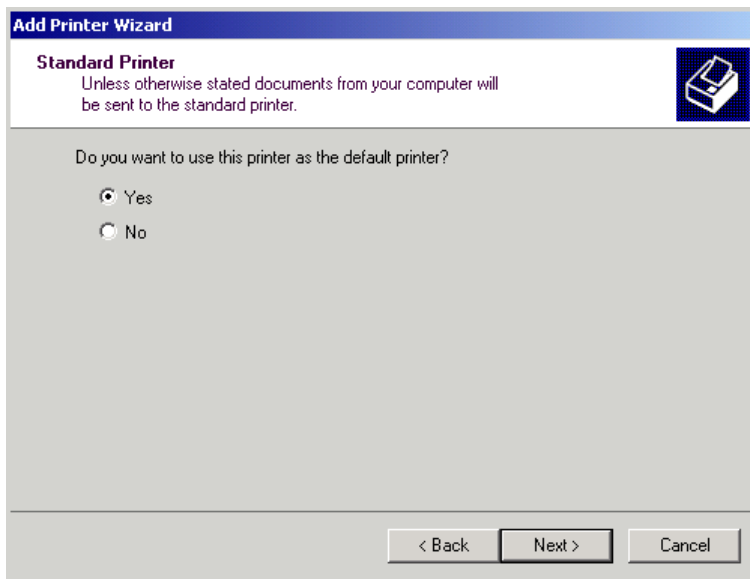 Add Printer Wizard
Standard Printer
Unless otherwise stated documents from your computer will
be sent to the standard printer.
Do you want to use this printer as the default printer?
Yes
No
< Back Next > Cancel